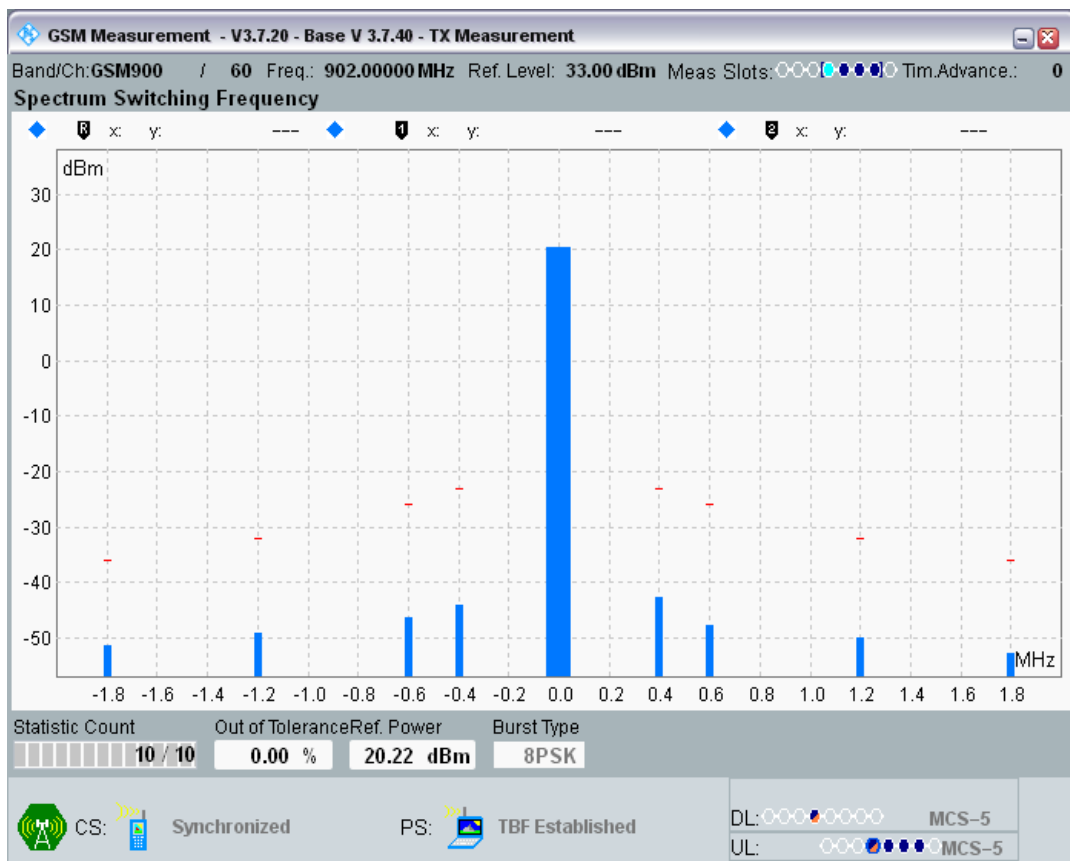 GSM Measurement - V3.7.20 - Base V 3.7.40 - TX Measurement
Band/Ch:GSM900 / 60 Freq.: 902.00000 MHz Ref. Level: 33.00 dBm Meas Slots: Tim.Advance.: 0
Spectrum Switching Frequency
R x: y: --- 1 x: y: --- 2 x: y: ---
dBm
30
20
10
0
-10
-20
-30
-40
-50
MHz
-1.8 -1.6 -1.4 -1.2 -1.0 -0.8 -0.6 -0.4 -0.2 0.0 0.2 0.4 0.6 0.8 1.0 1.2 1.4 1.6 1.8
Statistic Count Out of Tolerance Ref. Power Burst Type
10 / 10 0.00 % 20.22 dBm 8PSK
CS: Synchronized PS: TBF Established
DL: MCS-5
UL: MCS-5